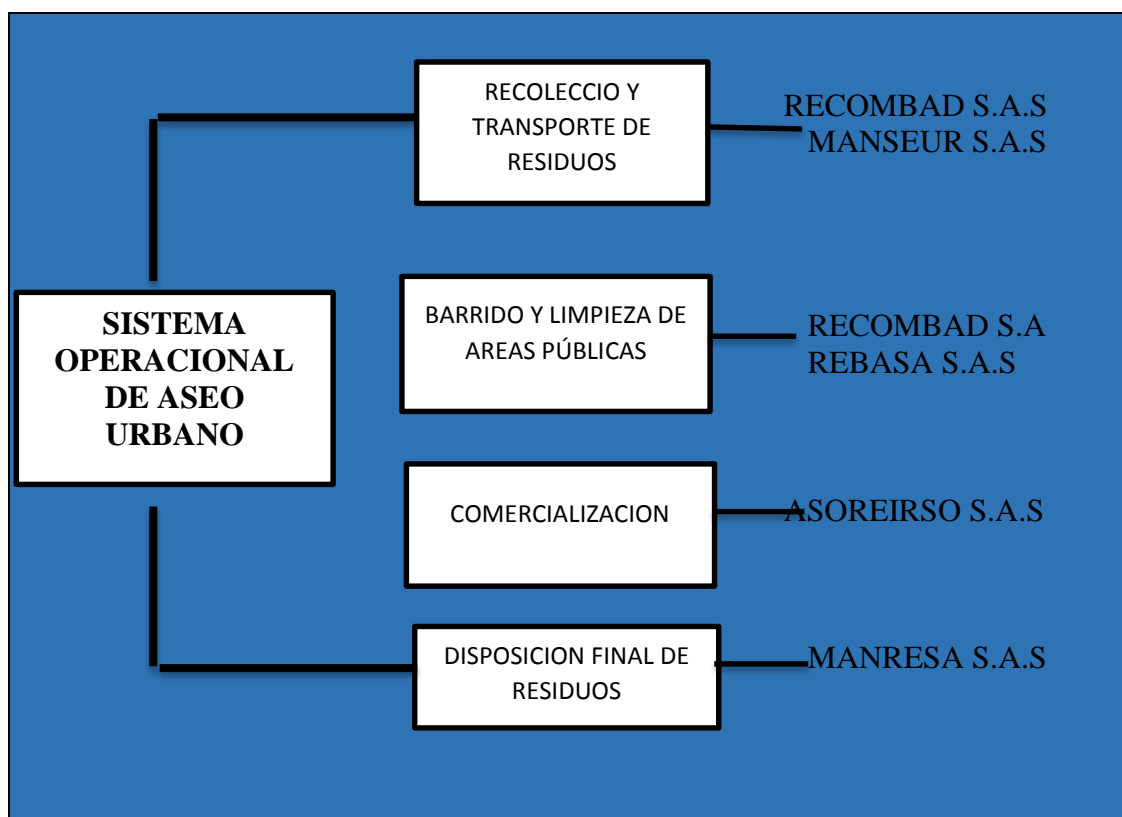 RECOLECCIO Y
TRANSPORTE DE
RESIDUOS
RECOMBAD S.A.S
MANSEUR S.A.S
SISTEMA
OPERACIONAL
DE ASEO
URBANO
BARRIDO Y LIMPIEZA DE
AREAS PÚBLICAS
RECOMBAD S.A
REBASA S.A.S
COMERCIALIZACION
ASOREIRSO S.A.S
DISPOSICION FINAL DE
RESIDUOS
MANRESA S.A.S